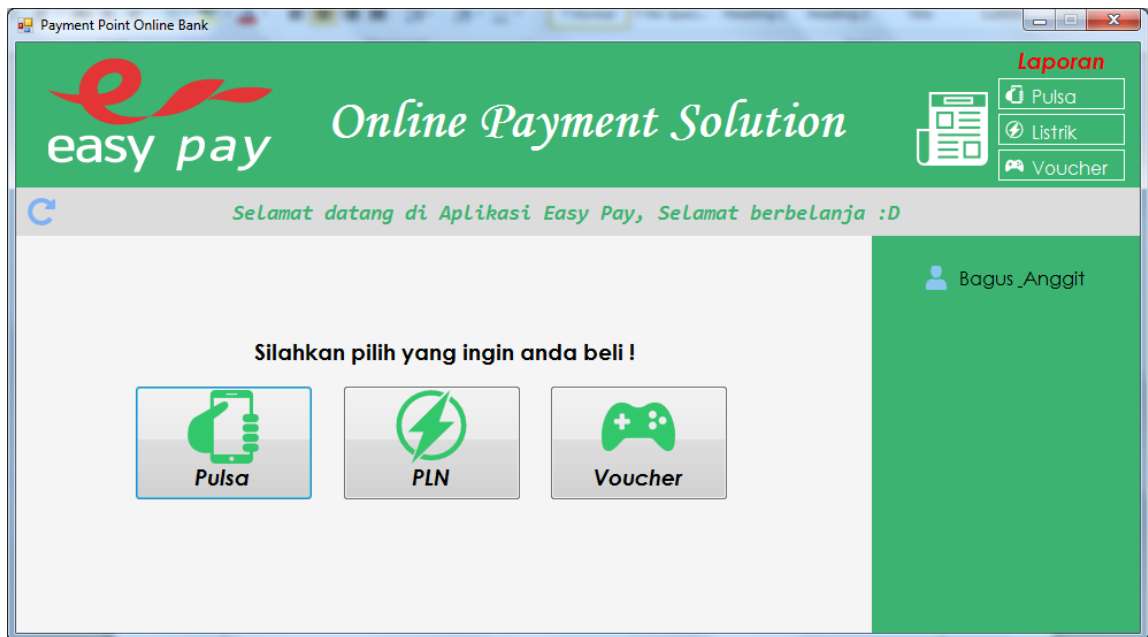 Payment Point Online Bank
easy pay
Online Payment Solution
Laporan
Pulsa
Listrik
Voucher
Selamat datang di Aplikasi Easy Pay, Selamat berbelanja :D
Bagus_Anggit
Silahkan pilih yang ingin anda beli !
Pulsa
PLN
Voucher